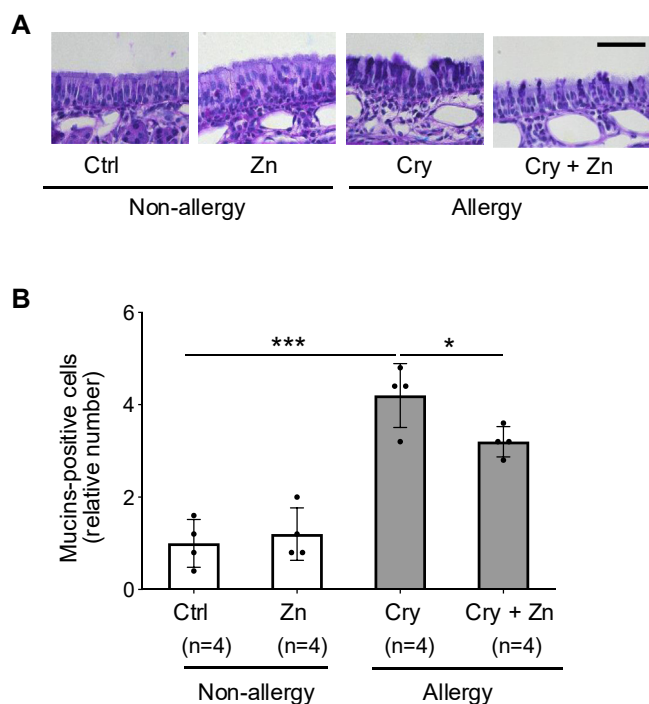 A
Ctrl Zn Cry Cry + Zn
Non-allergy Allergy
B
Mucins-positive cells
(relative number)
6
4
2
0
*** *
Ctrl Zn Cry Cry + Zn
(n=4) (n=4) (n=4) (n=4)
Non-allergy Allergy